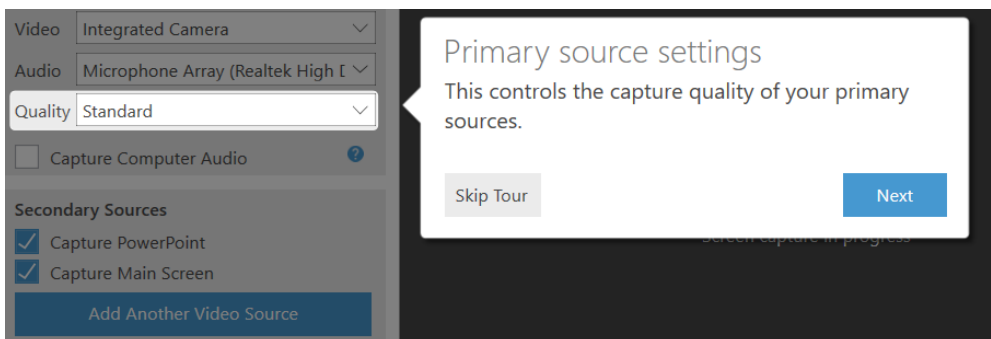 Video Integrated Camera
Audio Microphone Array (Realtek High D
Quality Standard
Capture Computer Audio ?
Secondary Sources
Capture PowerPoint
Capture Main Screen
Add Another Video Source
Primary source settings
This controls the capture quality of your primary
sources.
Skip Tour Next
Screen capture in progress